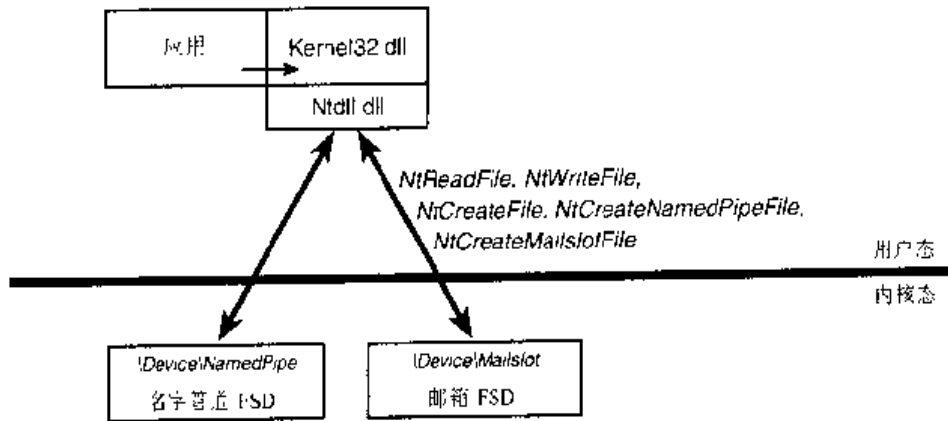 应用
Kernel32 dll
Ntdll dll
NtReadFile, NtWriteFile,
NtCreateFile, NtCreateNamedPipeFile,
NtCreateMailslotFile
用户态
内核态
\Device\NamedPipe
\Device\Mailslot
名字管道 FSD
邮箱 FSD